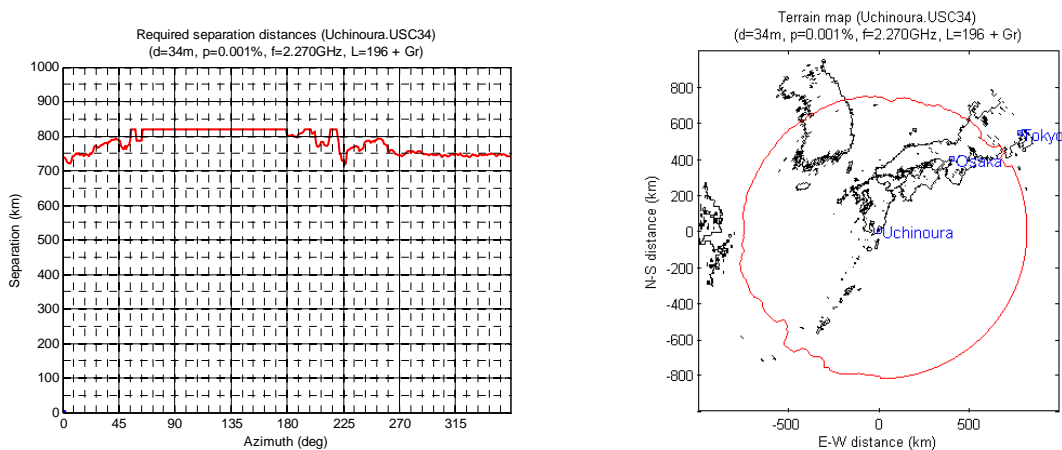 Required separation distances (Uchinoura.USC34)
(d=34m, p=0.001%, f=2.270GHz, L=196 + Gr)
1000
900
800
700
600
500
400
300
200
100
0
Separation (km)
0 45 90 135 180 225 270 315
Azimuth (deg)
Terrain map (Uchinoura.USC34)
(d=34m, p=0.001%, f=2.270GHz, L=196 + Gr)
800
600
400
200
0
-200
-400
-600
-800
N-S distance (km)
Tokyo
Osaka
Uchinoura
-500 0 500
E-W distance (km)